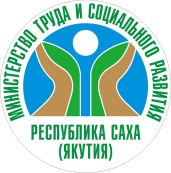 МИНИСТЕРСТВО ТРУДА И СОЦИАЛЬНОГО РАЗВИТИЯ
РЕСПУБЛИКА САХА
(ЯКУТИЯ)